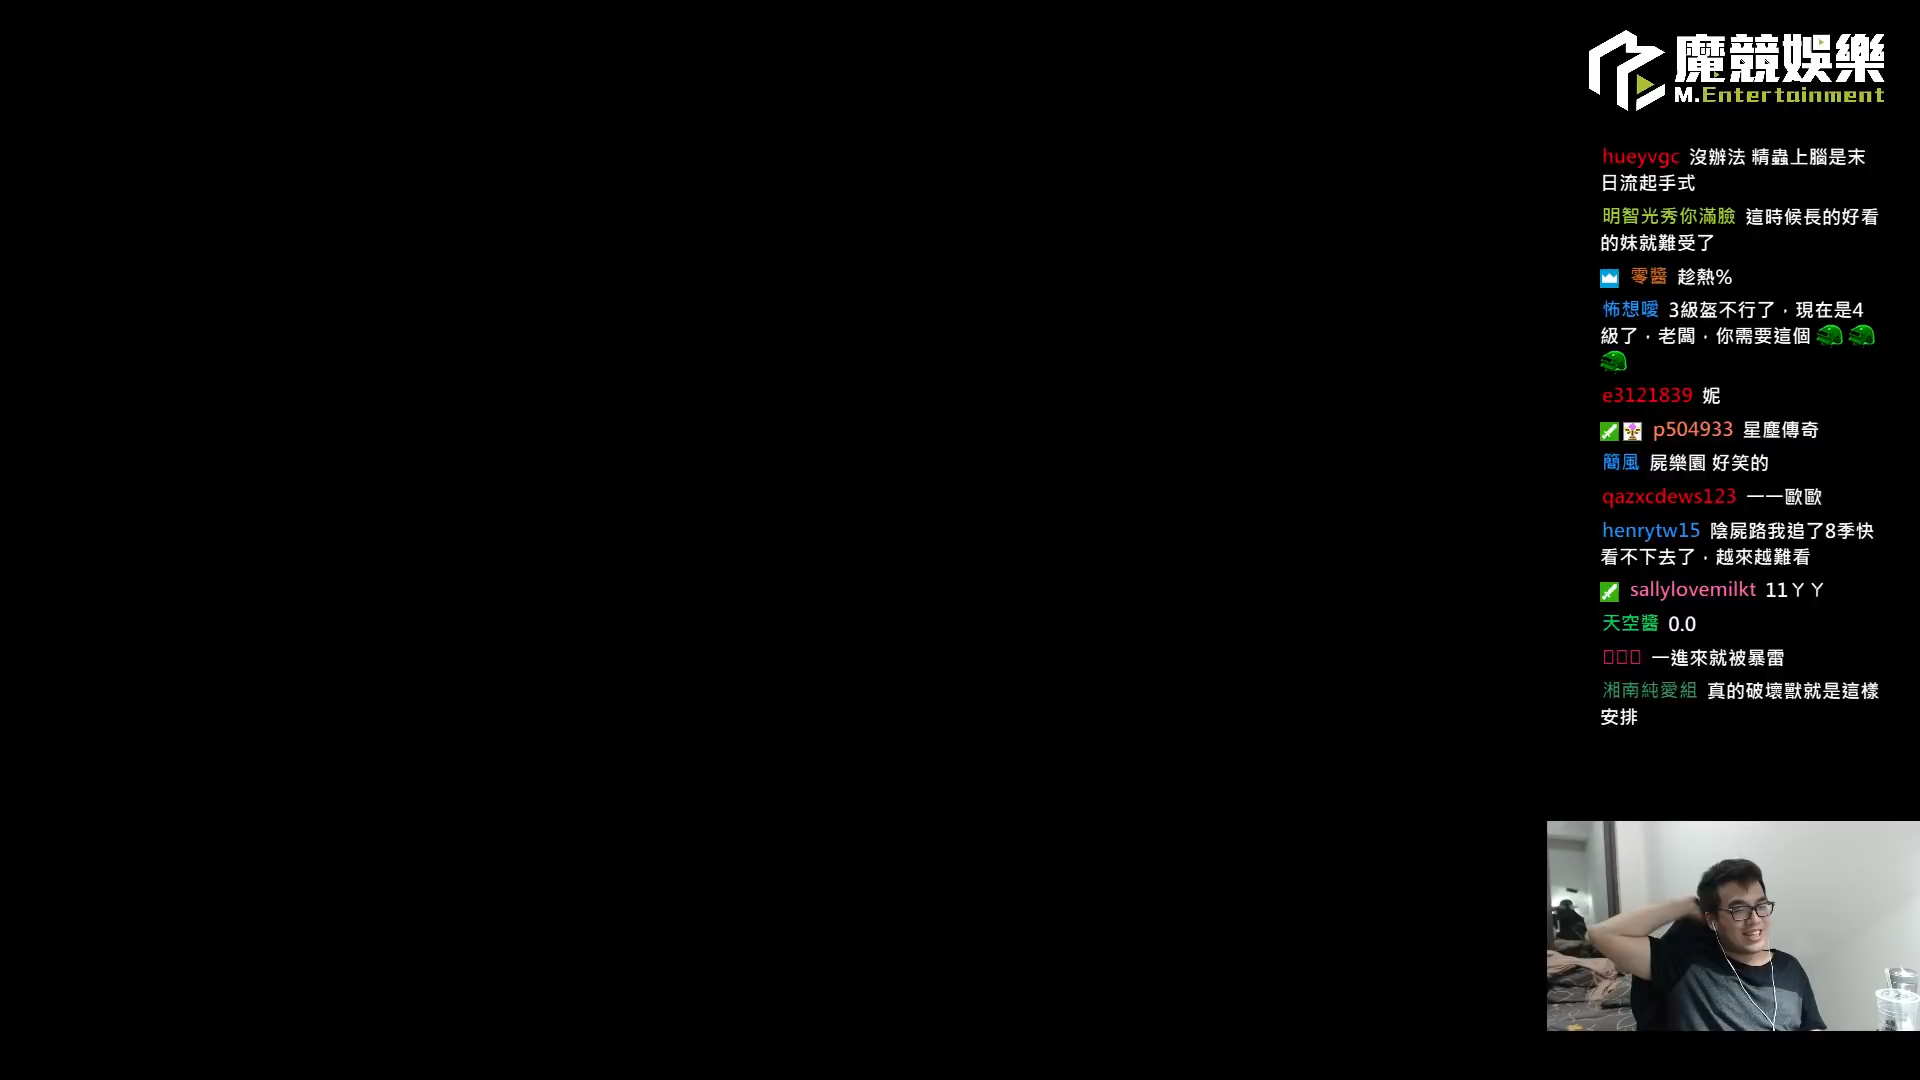 魔競娛樂
M.Entertainment
hueyvgc 沒辦法 精蟲上腦是末
日流起手式
明智光秀你滿臉 這時候長的好看
的妹就難受了
零醬 趁熱%
怖想噯 3級盔不行了，現在是4
級了，老闆，你需要這個
e3121839 妮
p504933 星塵傳奇
簡風 屍樂園 好笑的
qazxcdews123 一一歐歐
henrytw15 陰屍路我追了8季快
看不下去了，越來越難看
sallylovemilkt 11ㄚㄚ
天空醬 0.0
一進來就被暴雷
湘南純愛組 真的破壞獸就是這樣
安排